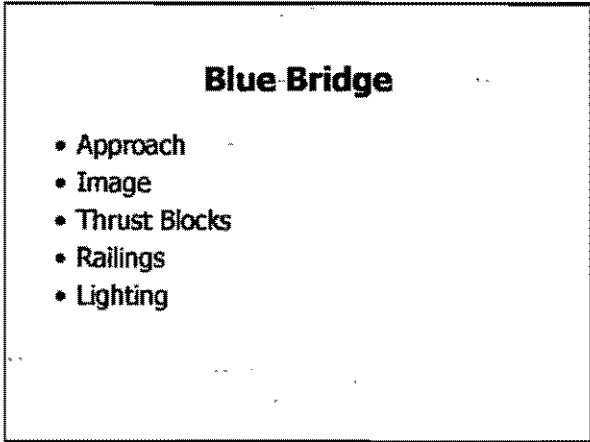 Blue Bridge
• Approach
• Image
• Thrust Blocks
• Railings
• Lighting